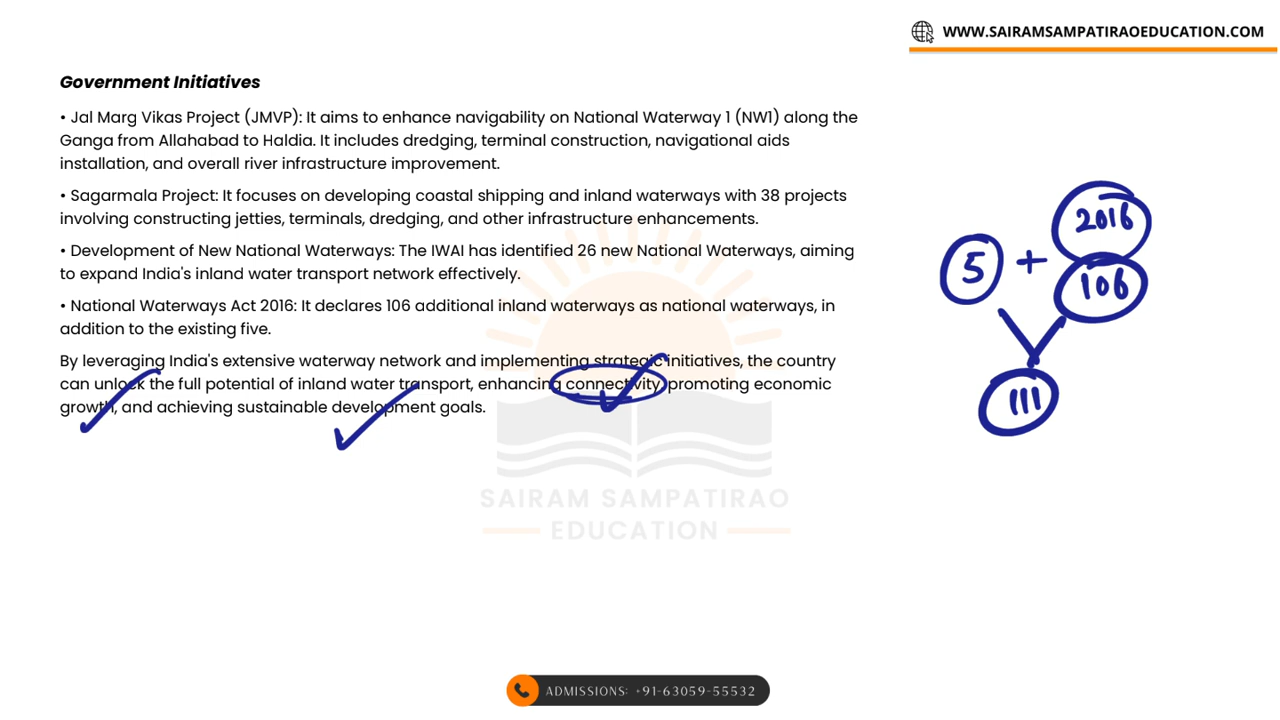 WWW.SAIRAMSAMPATIRAOEDUCATION.COM
Government Initiatives
• Jal Marg Vikas Project (JMVP): It aims to enhance navigability on National Waterway 1 (NW1) along the
Ganga from Allahabad to Haldia. It includes dredging, terminal construction, navigational aids
installation, and overall river infrastructure improvement.
• Sagarmala Project: It focuses on developing coastal shipping and inland waterways with 38 projects
involving constructing jetties, terminals, dredging, and other infrastructure enhancements.
• Development of New National Waterways: The IWAI has identified 26 new National Waterways, aiming
to expand India's inland water transport network effectively.
• National Waterways Act 2016: It declares 106 additional inland waterways as national waterways, in
addition to the existing five.
By leveraging India's extensive waterway network and implementing strategic initiatives, the country
can unlock the full potential of inland water transport, enhancing connectivity, promoting economic
growth, and achieving sustainable development goals.
2016
5 + 106
111
SAIRAM SAMPATIRAO
EDUCATION
ADMISSIONS: +91-63059-55532